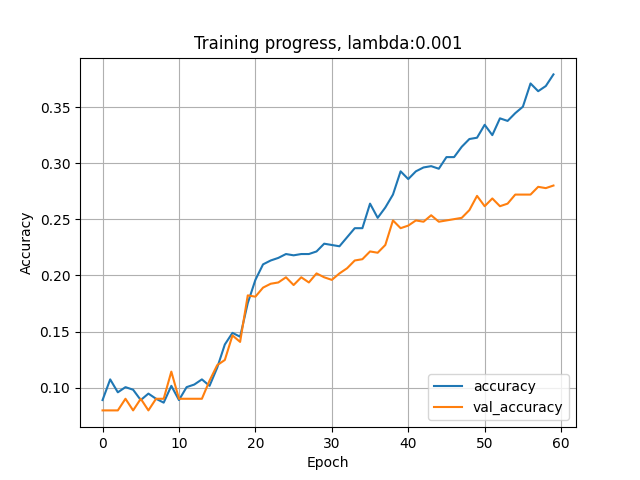 Training progress, lambda:0.001
Accuracy
0.35
0.30
0.25
0.20
0.15
0.10
accuracy
val_accuracy
0 10 20 30 40 50 60
Epoch